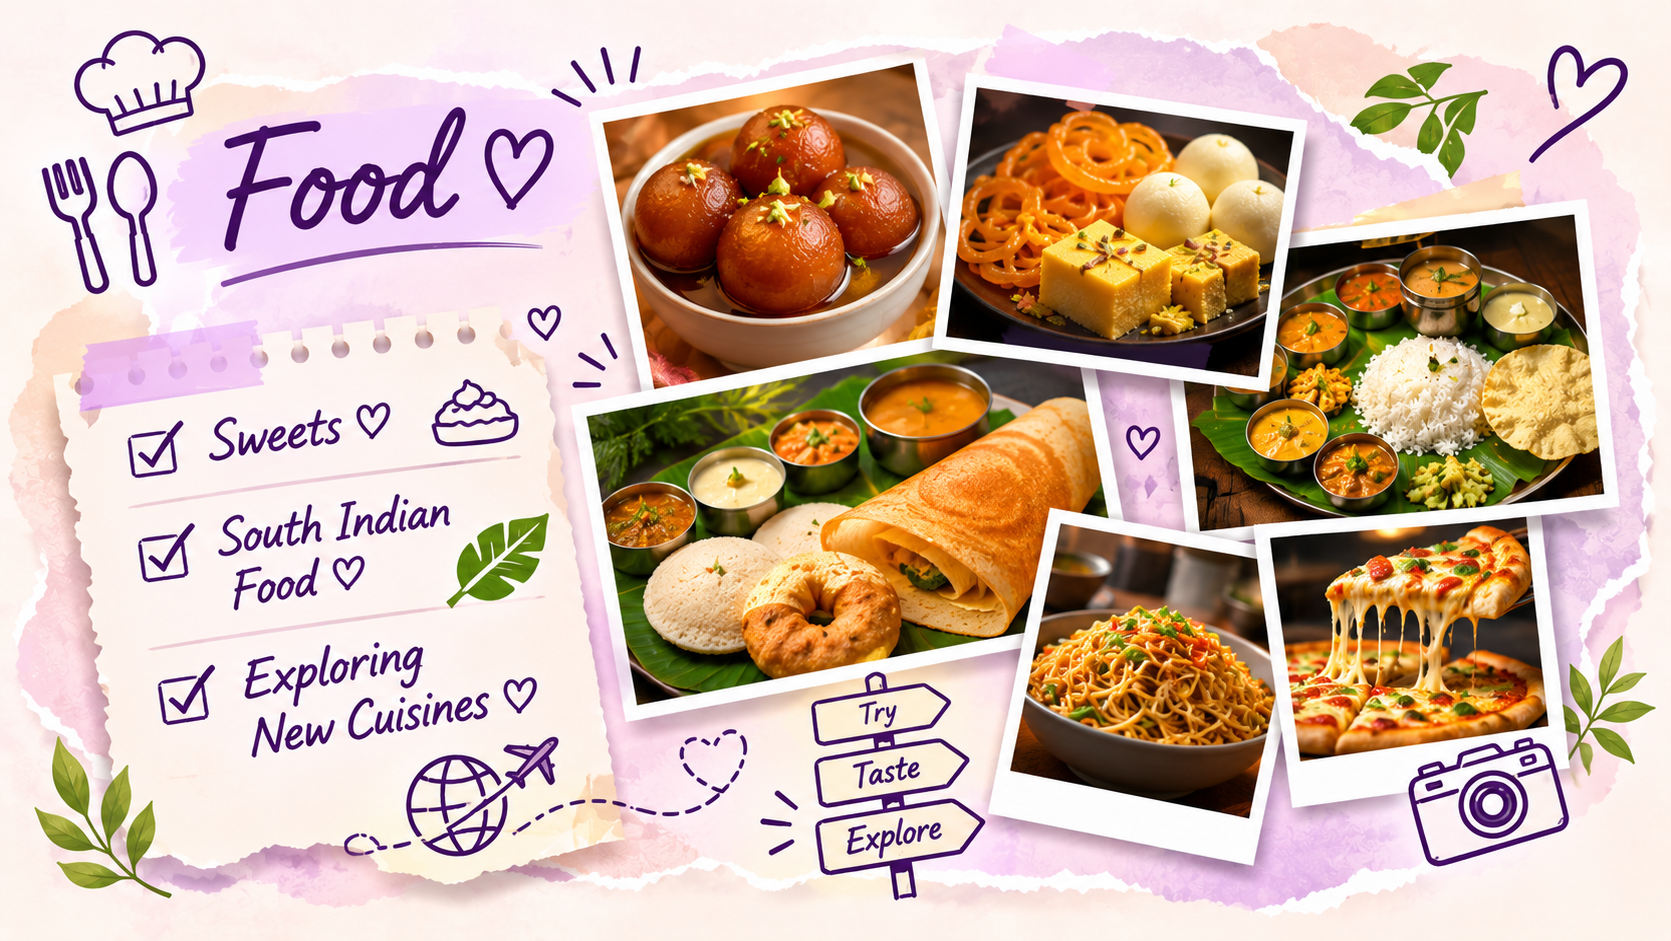 Food
Sweets
South Indian
Food
Exploring
New Cuisines
Try
Taste
Explore